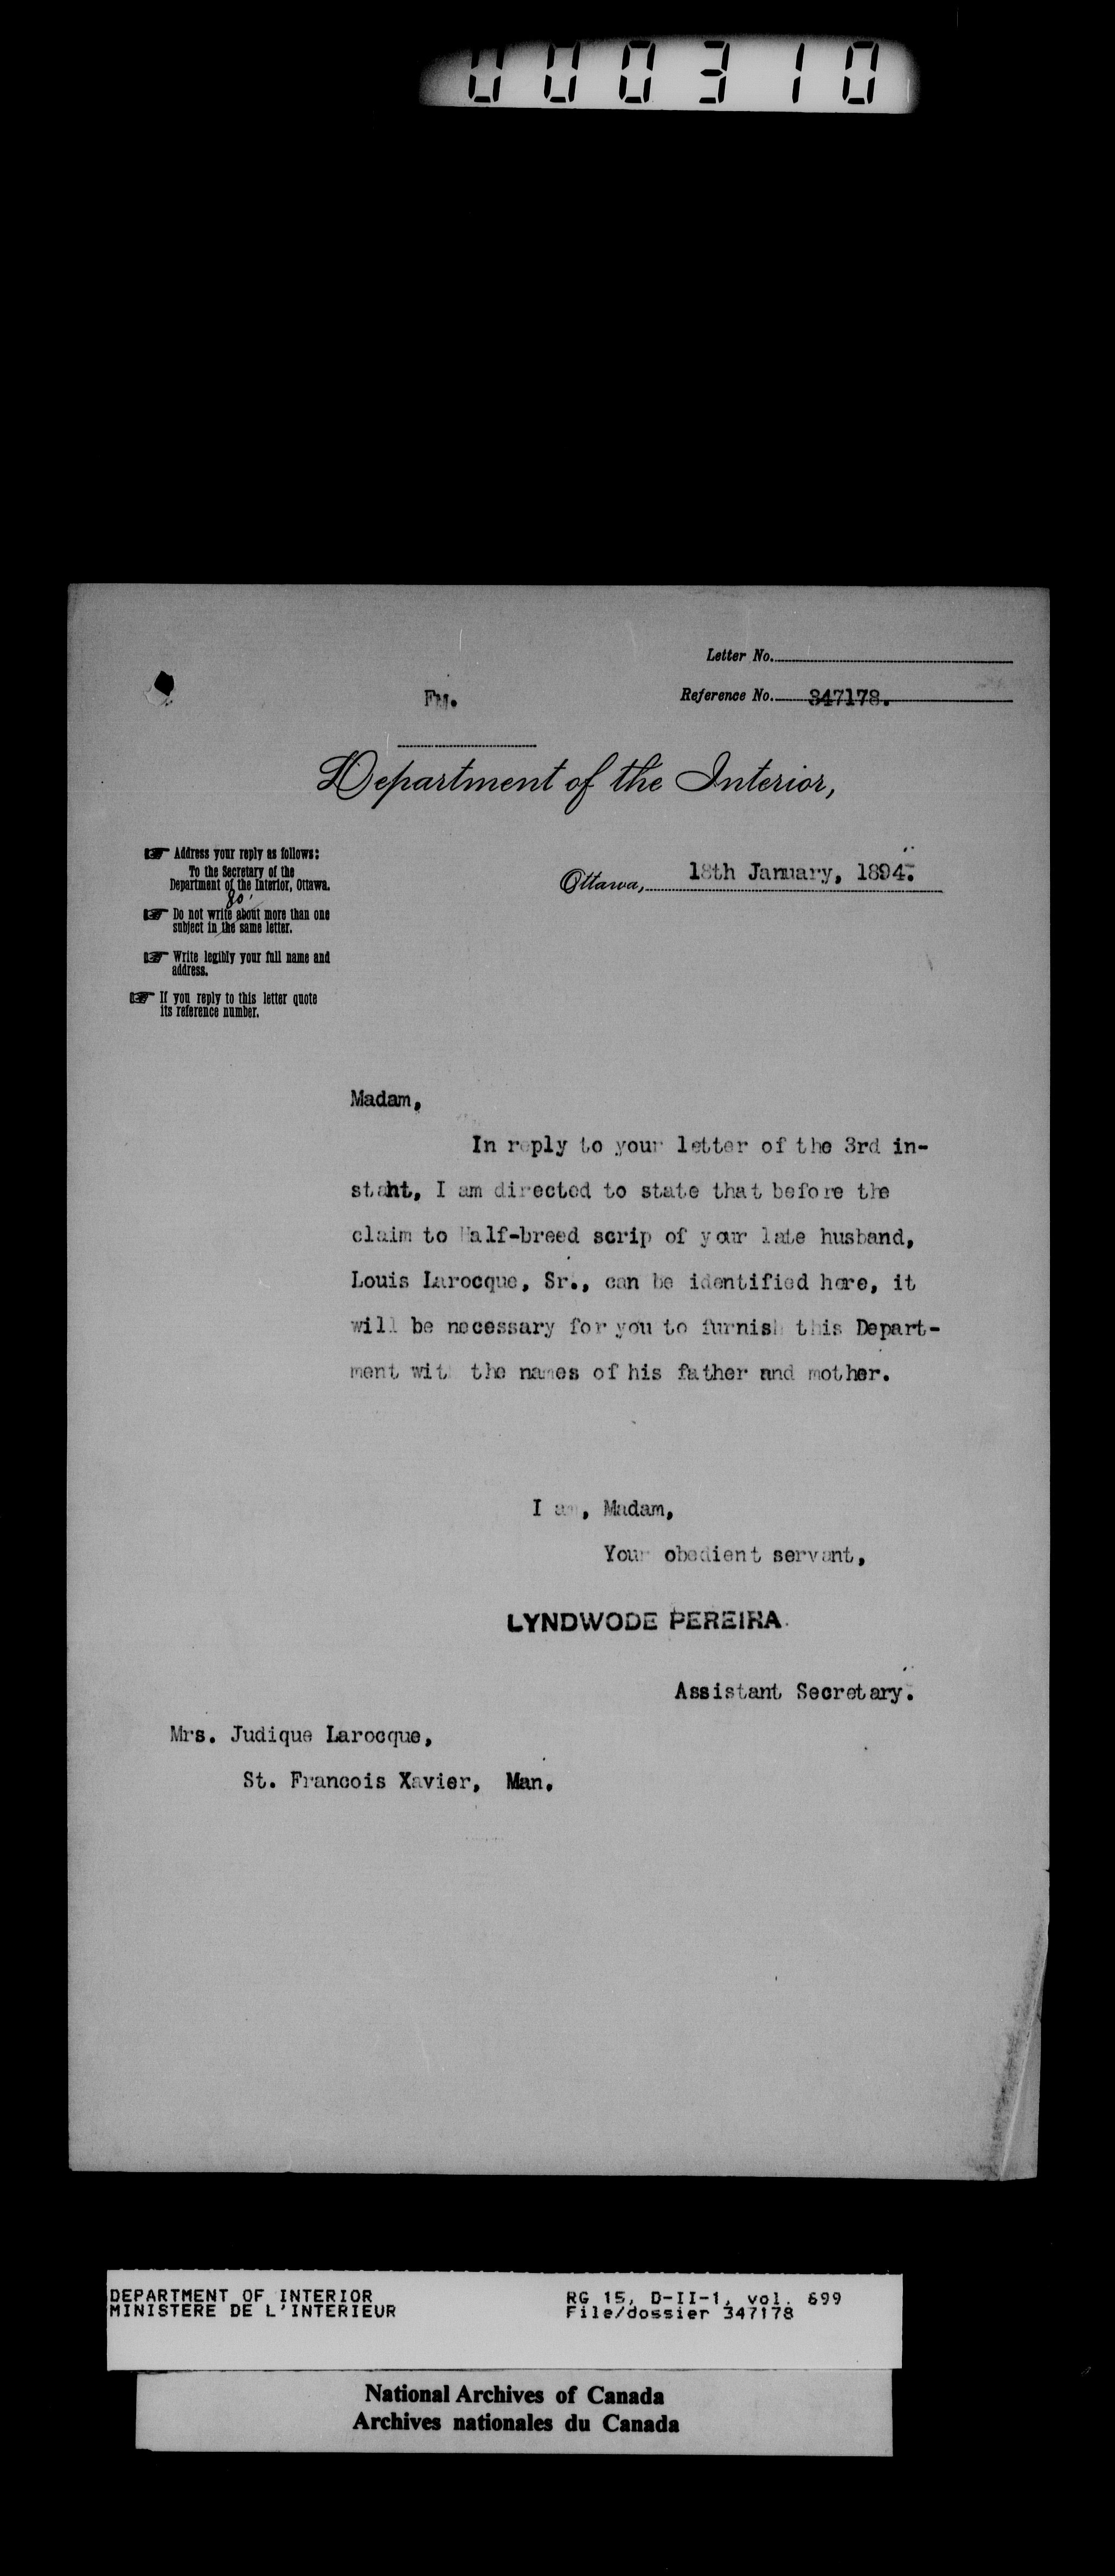 000310
Letter No.
Reference No. 347178.
FM.
Department of the Interior,
Ottawa, 18th January, 1894.
Address your reply as follows:
To the Secretary of the
Department of the Interior, Ottawa.
Do not write about more than one
subject in the same letter.
Write legibly your full name and
address.
If you reply to this letter quote
its reference number.
Madam,
In reply to your letter of the 3rd in-
staht, I am directed to state that before the
claim to Half-breed scrip of your late husband,
Louis Larocque, Sr., can be identified here, it
will be necessary for you to furnish this Depart-
ment with the names of his father and mother.
I am, Madam,
Your obedient servant,
LYNDWODE PEREIRA.
Assistant Secretary.
Mrs. Judique Larocque,
St. Francois Xavier, Man.
DEPARTMENT OF INTERIOR
MINISTERE DE L'INTERIEUR
RG 15, D-II-1, vol. 699
File/dossier 347178
National Archives of Canada
Archives nationales du Canada